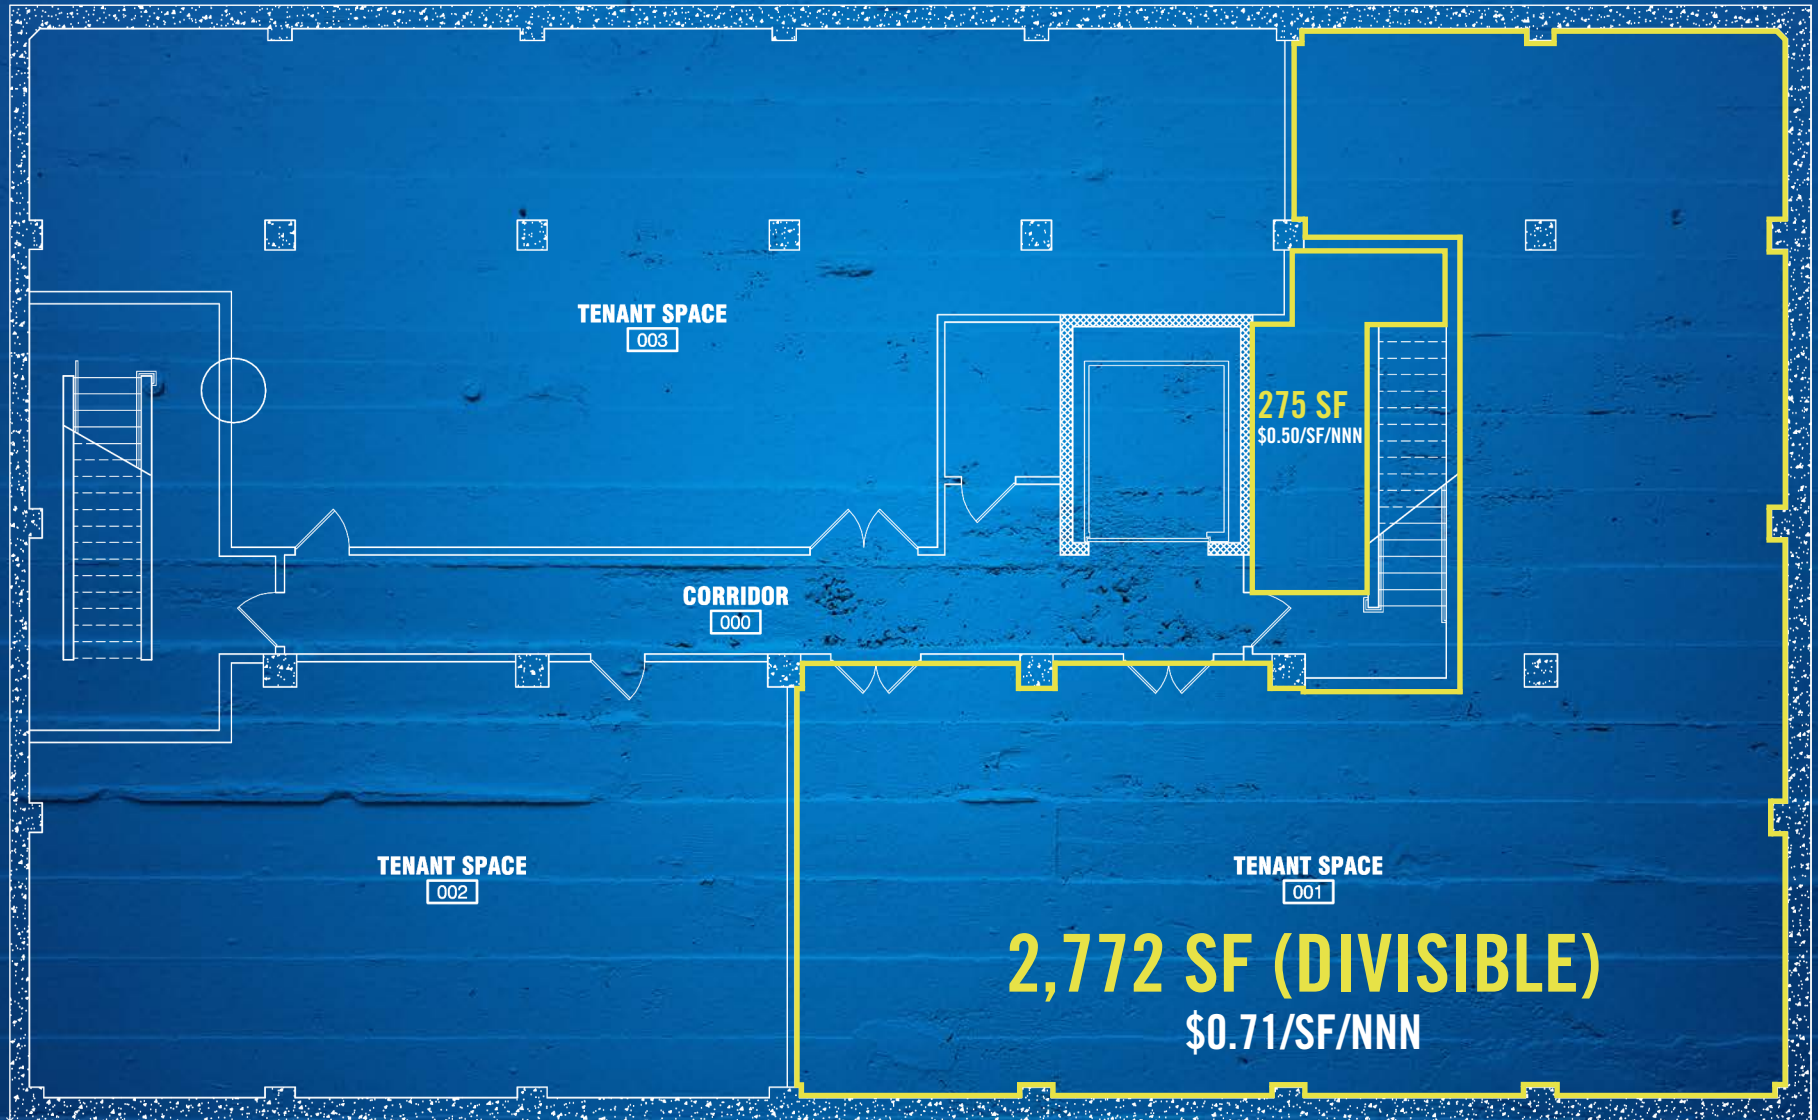 TENANT SPACE
003
275 SF
$0.50/SF/NNN
CORRIDOR
000
TENANT SPACE
002
TENANT SPACE
001
2,772 SF (DIVISIBLE)
$0.71/SF/NNN